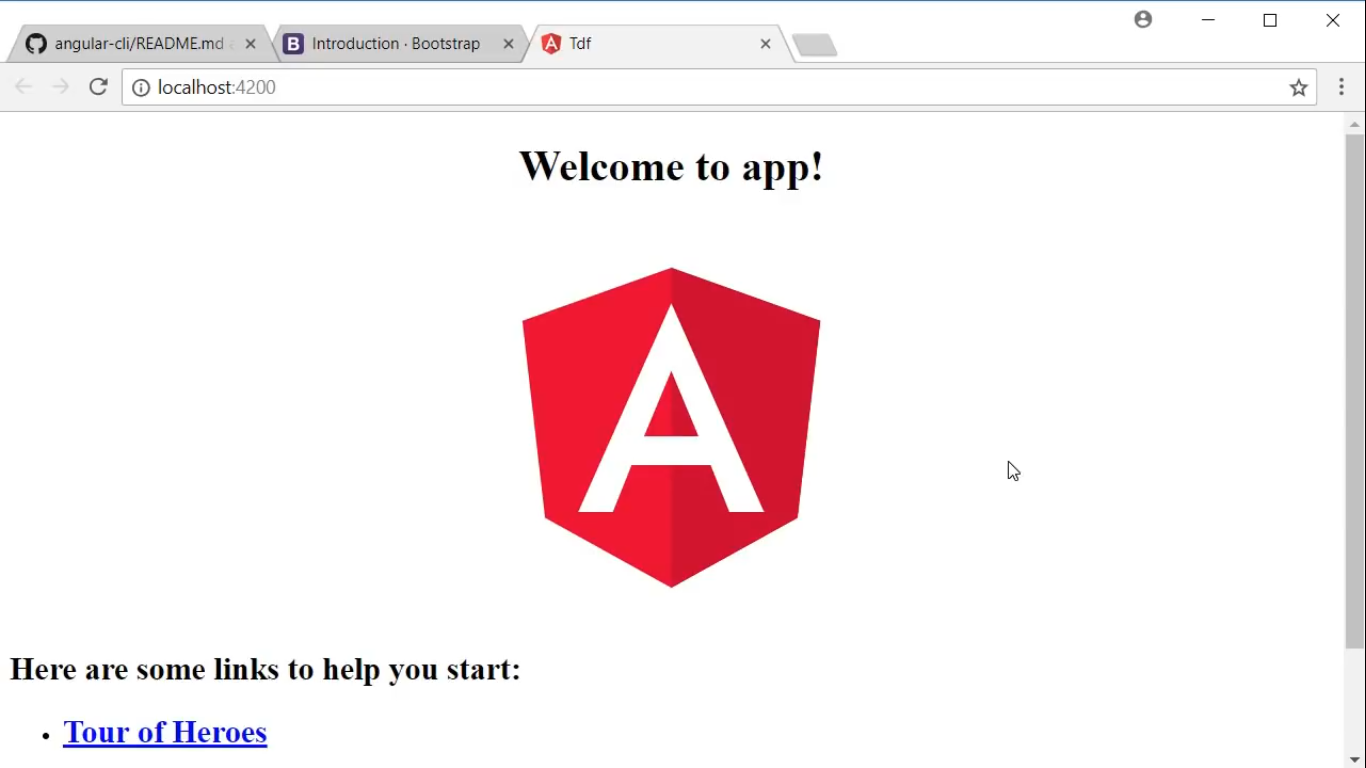 angular-cli/README.md
Introduction · Bootstrap
Tdf
localhost:4200
Welcome to app!
A
Here are some links to help you start:
• Tour of Heroes